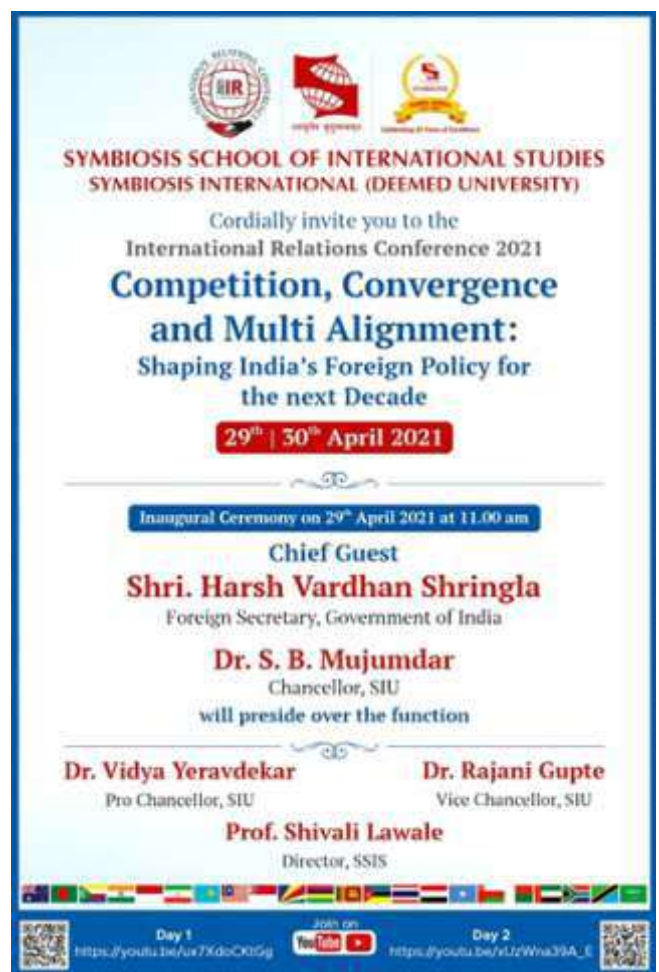 SYMBIOSIS SCHOOL OF INTERNATIONAL STUDIES
SYMBIOSIS INTERNATIONAL (DEEMED UNIVERSITY)
Cordially invite you to the
International Relations Conference 2021
Competition, Convergence
and Multi Alignment:
Shaping India's Foreign Policy for
the next Decade
29th | 30th April 2021
Inaugural Ceremony on 29th April 2021 at 11.00 am
Chief Guest
Shri. Harsh Vardhan Shringla
Foreign Secretary, Government of India
Dr. S. B. Mujumdar
Chancellor, SIU
will preside over the function
Dr. Vidya Yeravdekar
Pro Chancellor, SIU
Dr. Rajani Gupte
Vice Chancellor, SIU
Prof. Shivali Lawale
Director, SSIS
Day 1
Join on
YouTube
Day 2